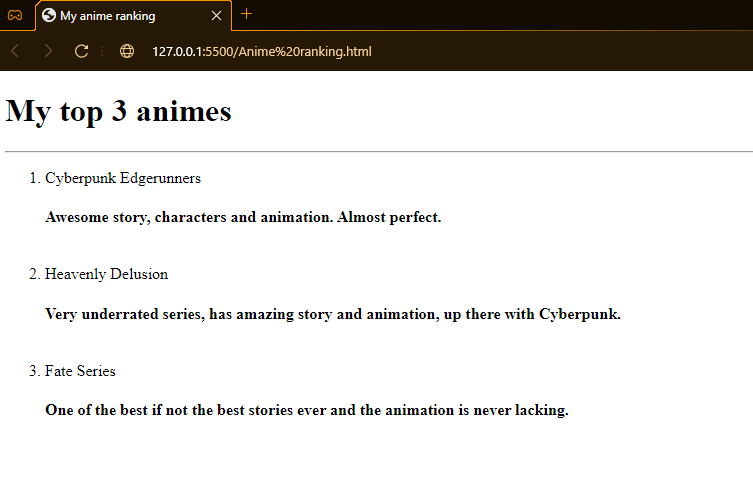 My anime ranking
127.0.0.1:5500/Anime%20ranking.html
My top 3 animes
1. Cyberpunk Edgerunners
Awesome story, characters and animation. Almost perfect.
2. Heavenly Delusion
Very underrated series, has amazing story and animation, up there with Cyberpunk.
3. Fate Series
One of the best if not the best stories ever and the animation is never lacking.